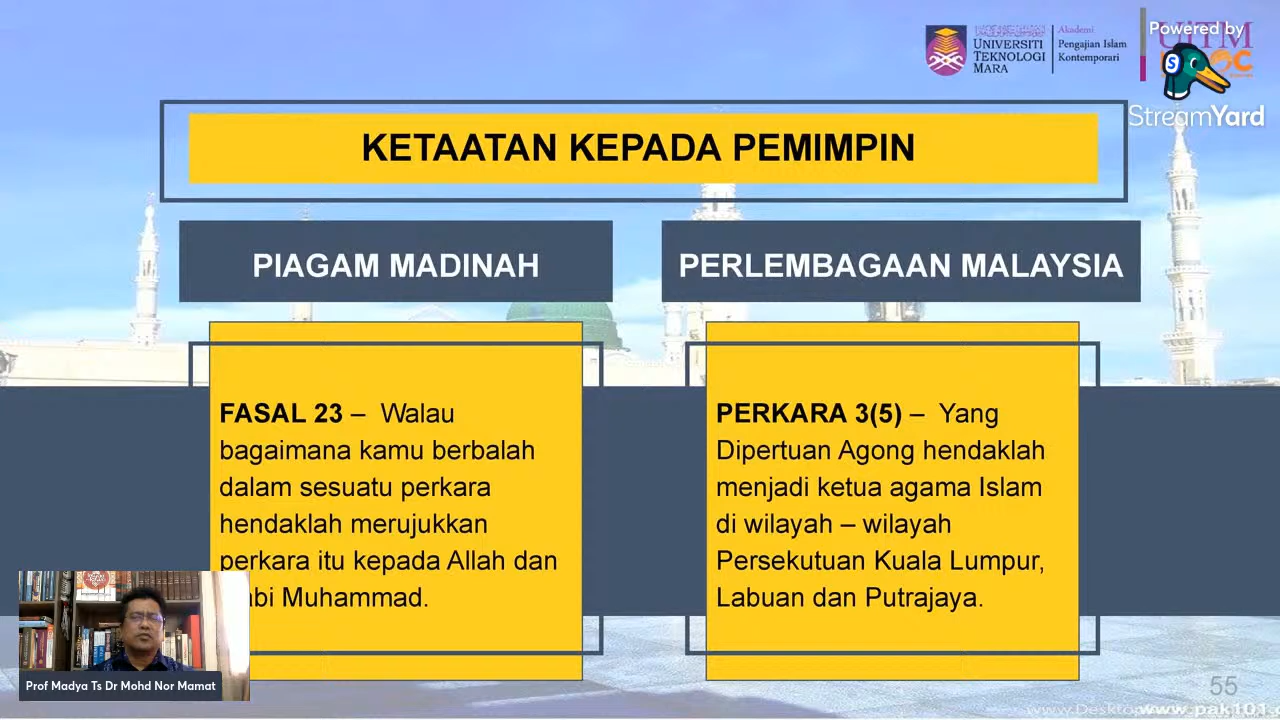 Powered by
UiTM
StreamYard
UNIVERSITI
TEKNOLOGI
MARA
Akademi
Pengajian Islam
Kontemporari
KETAATAN KEPADA PEMIMPIN
PIAGAM MADINAH
PERLEMBAGAAN MALAYSIA
FASAL 23 – Walau
bagaimana kamu berbalah
dalam sesuatu perkara
hendaklah merujukkan
perkara itu kepada Allah dan
Muhammad.
PERKARA 3(5) – Yang
Dipertuan Agong hendaklah
menjadi ketua agama Islam
di wilayah – wilayah
Persekutuan Kuala Lumpur,
Labuan dan Putrajaya.
Prof Madya Ts Dr Mohd Nor Mamat
55